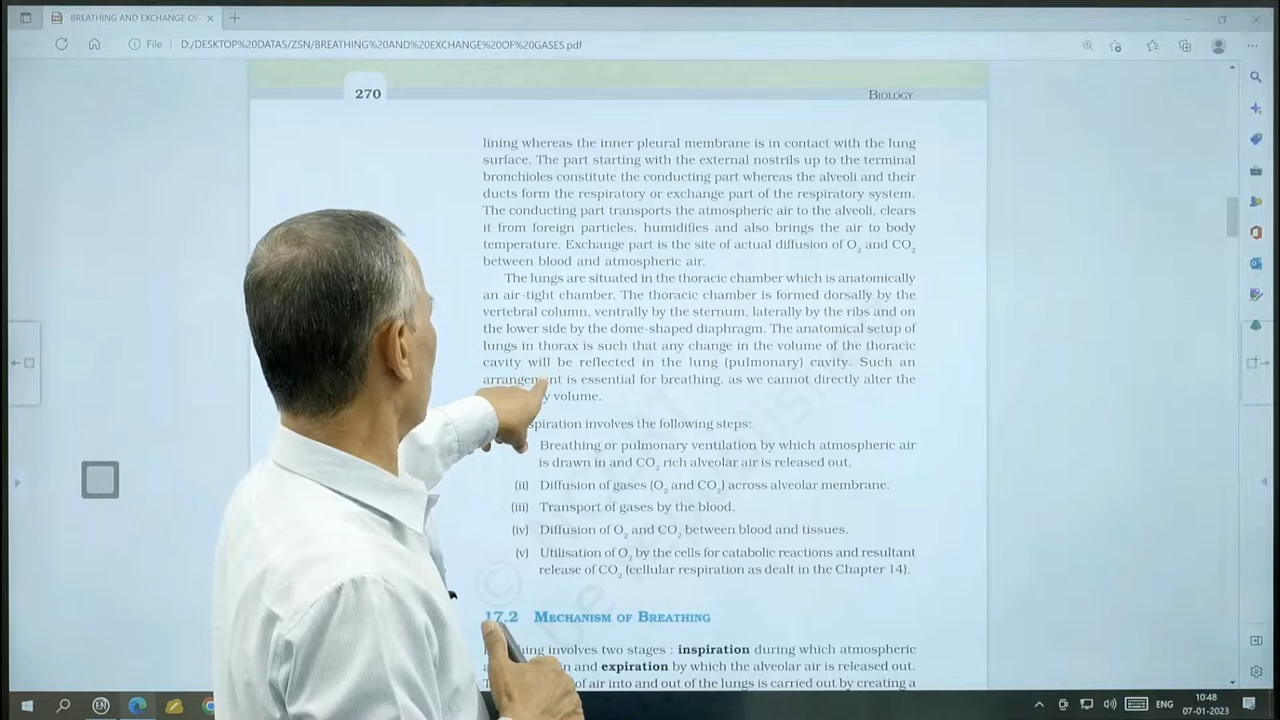 BREATHING AND EXCHANGE OF
File D:/DESKTOP%20DATAS/ZSN/BREATHING%20AND%20EXCHANGE%20OF%20GASES.pdf
270 BIOLOGY
lining whereas the inner pleural membrane is in contact with the lung
surface. The part starting with the external nostrils up to the terminal
bronchioles constitute the conducting part whereas the alveoli and their
ducts form the respiratory or exchange part of the respiratory system.
The conducting part transports the atmospheric air to the alveoli, clears
it from foreign particles, humidifies and also brings the air to body
temperature. Exchange part is the site of actual diffusion of O₂ and CO₂
between blood and atmospheric air.
The lungs are situated in the thoracic chamber which is anatomically
an air-tight chamber. The thoracic chamber is formed dorsally by the
vertebral column, ventrally by the sternum, laterally by the ribs and on
the lower side by the dome-shaped diaphragm. The anatomical setup of
lungs in thorax is such that any change in the volume of the thoracic
cavity will be reflected in the lung (pulmonary) cavity. Such an
arrangement is essential for breathing, as we cannot directly alter the
y volume.
spiration involves the following steps:
Breathing or pulmonary ventilation by which atmospheric air
is drawn in and CO₂ rich alveolar air is released out.
(ii) Diffusion of gases (O₂ and CO₂) across alveolar membrane.
(iii) Transport of gases by the blood.
(iv) Diffusion of O₂ and CO₂ between blood and tissues.
(v) Utilisation of O₂ by the cells for catabolic reactions and resultant
release of CO₂ (cellular respiration as dealt in the Chapter 14).
17.2 MECHANISM OF BREATHING
ing involves two stages : inspiration during which atmospheric
and expiration by which the alveolar air is released out.
of air into and out of the lungs is carried out by creating a
EN
ENG
10:48
07-01-2023